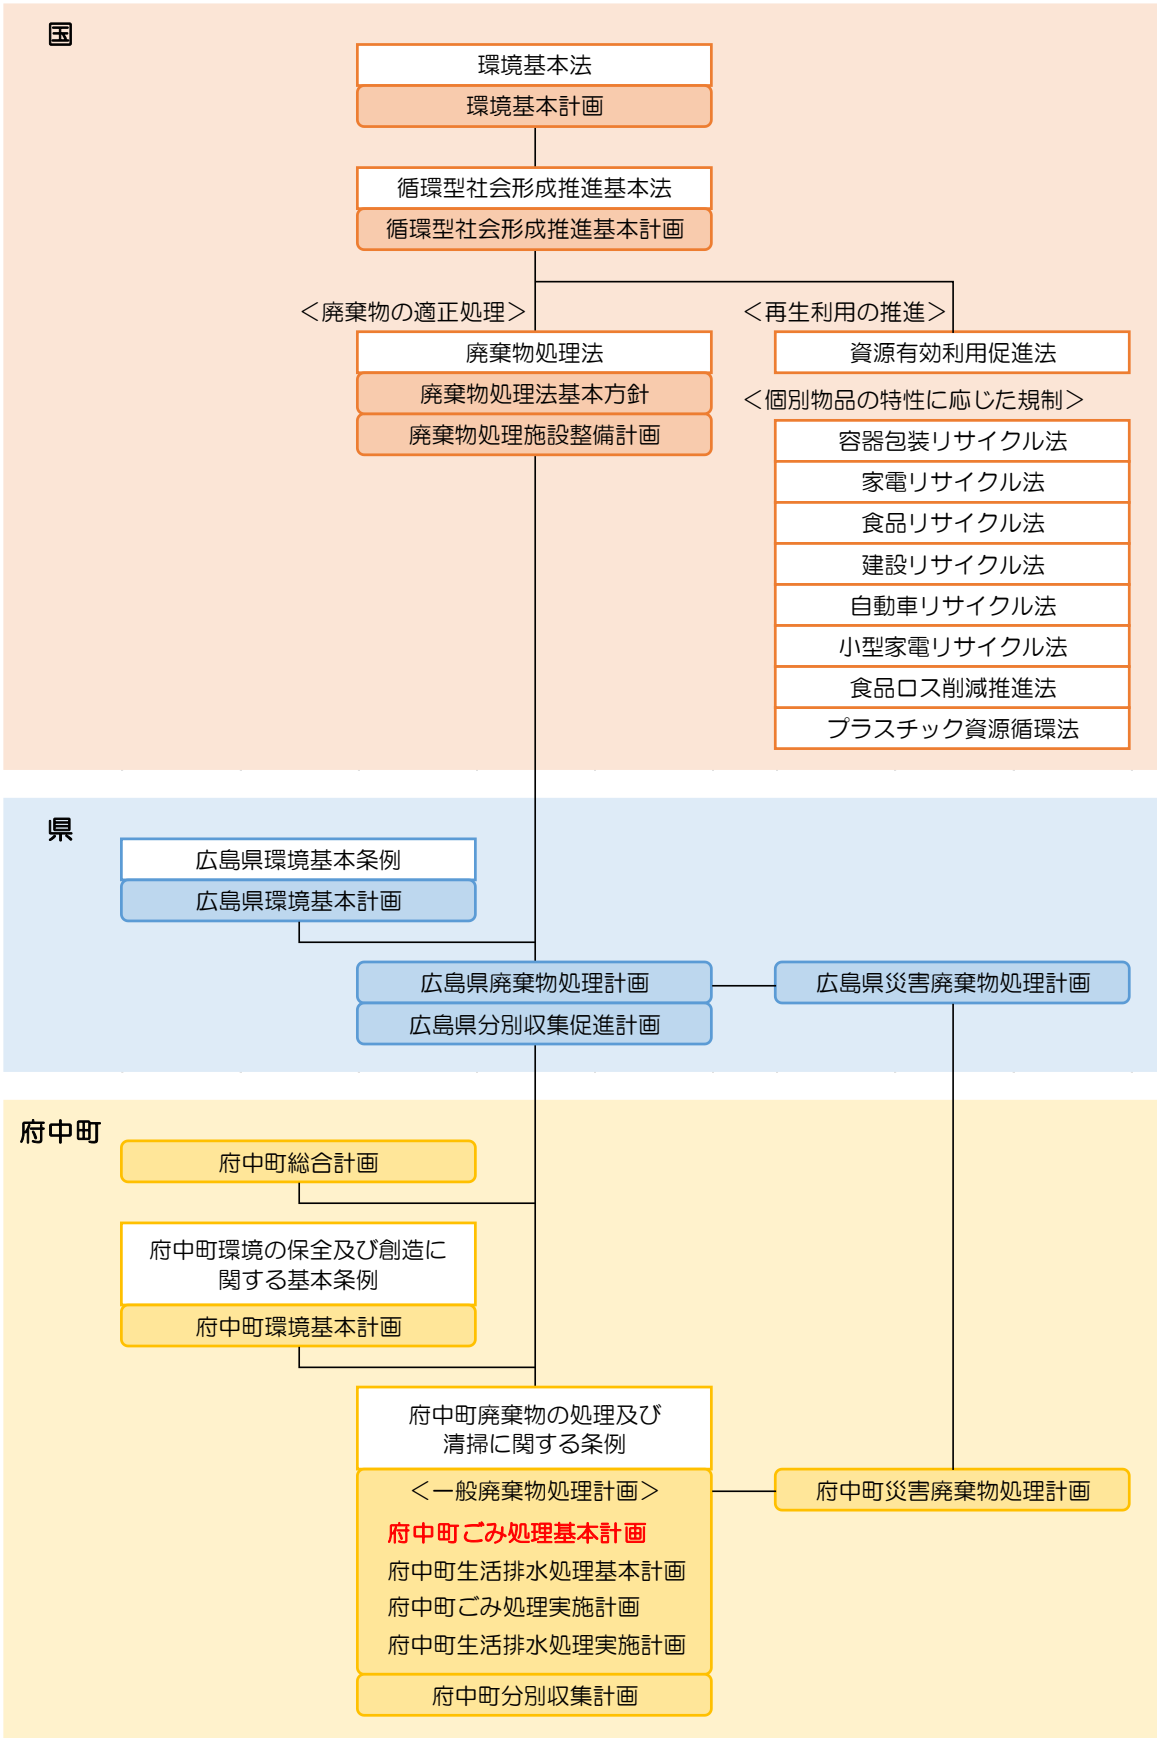 国
環境基本法
環境基本計画
循環型社会形成推進基本法
循環型社会形成推進基本計画
＜廃棄物の適正処理＞
廃棄物処理法
廃棄物処理法基本方針
廃棄物処理施設整備計画
＜再生利用の推進＞
資源有効利用促進法
＜個別物品の特性に応じた規制＞
容器包装リサイクル法
家電リサイクル法
食品リサイクル法
建設リサイクル法
自動車リサイクル法
小型家電リサイクル法
食品ロス削減推進法
プラスチック資源循環法
県
広島県環境基本条例
広島県環境基本計画
広島県廃棄物処理計画
広島県分別収集促進計画
広島県災害廃棄物処理計画
府中町
府中町総合計画
府中町環境の保全及び創造に
関する基本条例
府中町環境基本計画
府中町廃棄物の処理及び
清掃に関する条例
＜一般廃棄物処理計画＞
府中町ごみ処理基本計画
府中町生活排水処理基本計画
府中町ごみ処理実施計画
府中町生活排水処理実施計画
府中町分別収集計画
府中町災害廃棄物処理計画